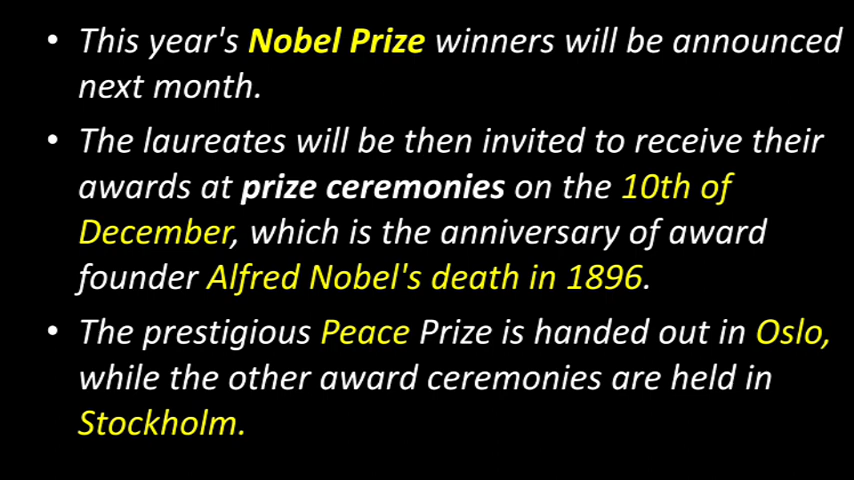 • This year's Nobel Prize winners will be announced
next month.
• The laureates will be then invited to receive their
awards at prize ceremonies on the 10th of
December, which is the anniversary of award
founder Alfred Nobel's death in 1896.
• The prestigious Peace Prize is handed out in Oslo,
while the other award ceremonies are held in
Stockholm.